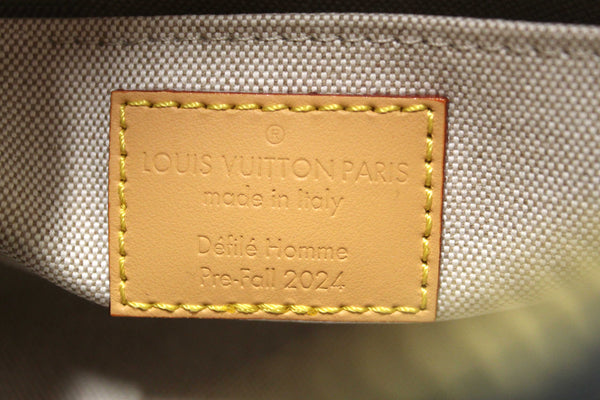 ®
LOUIS VUITTON PARIS
made in Italy
Défilé Homme
Pre-Fall 2024